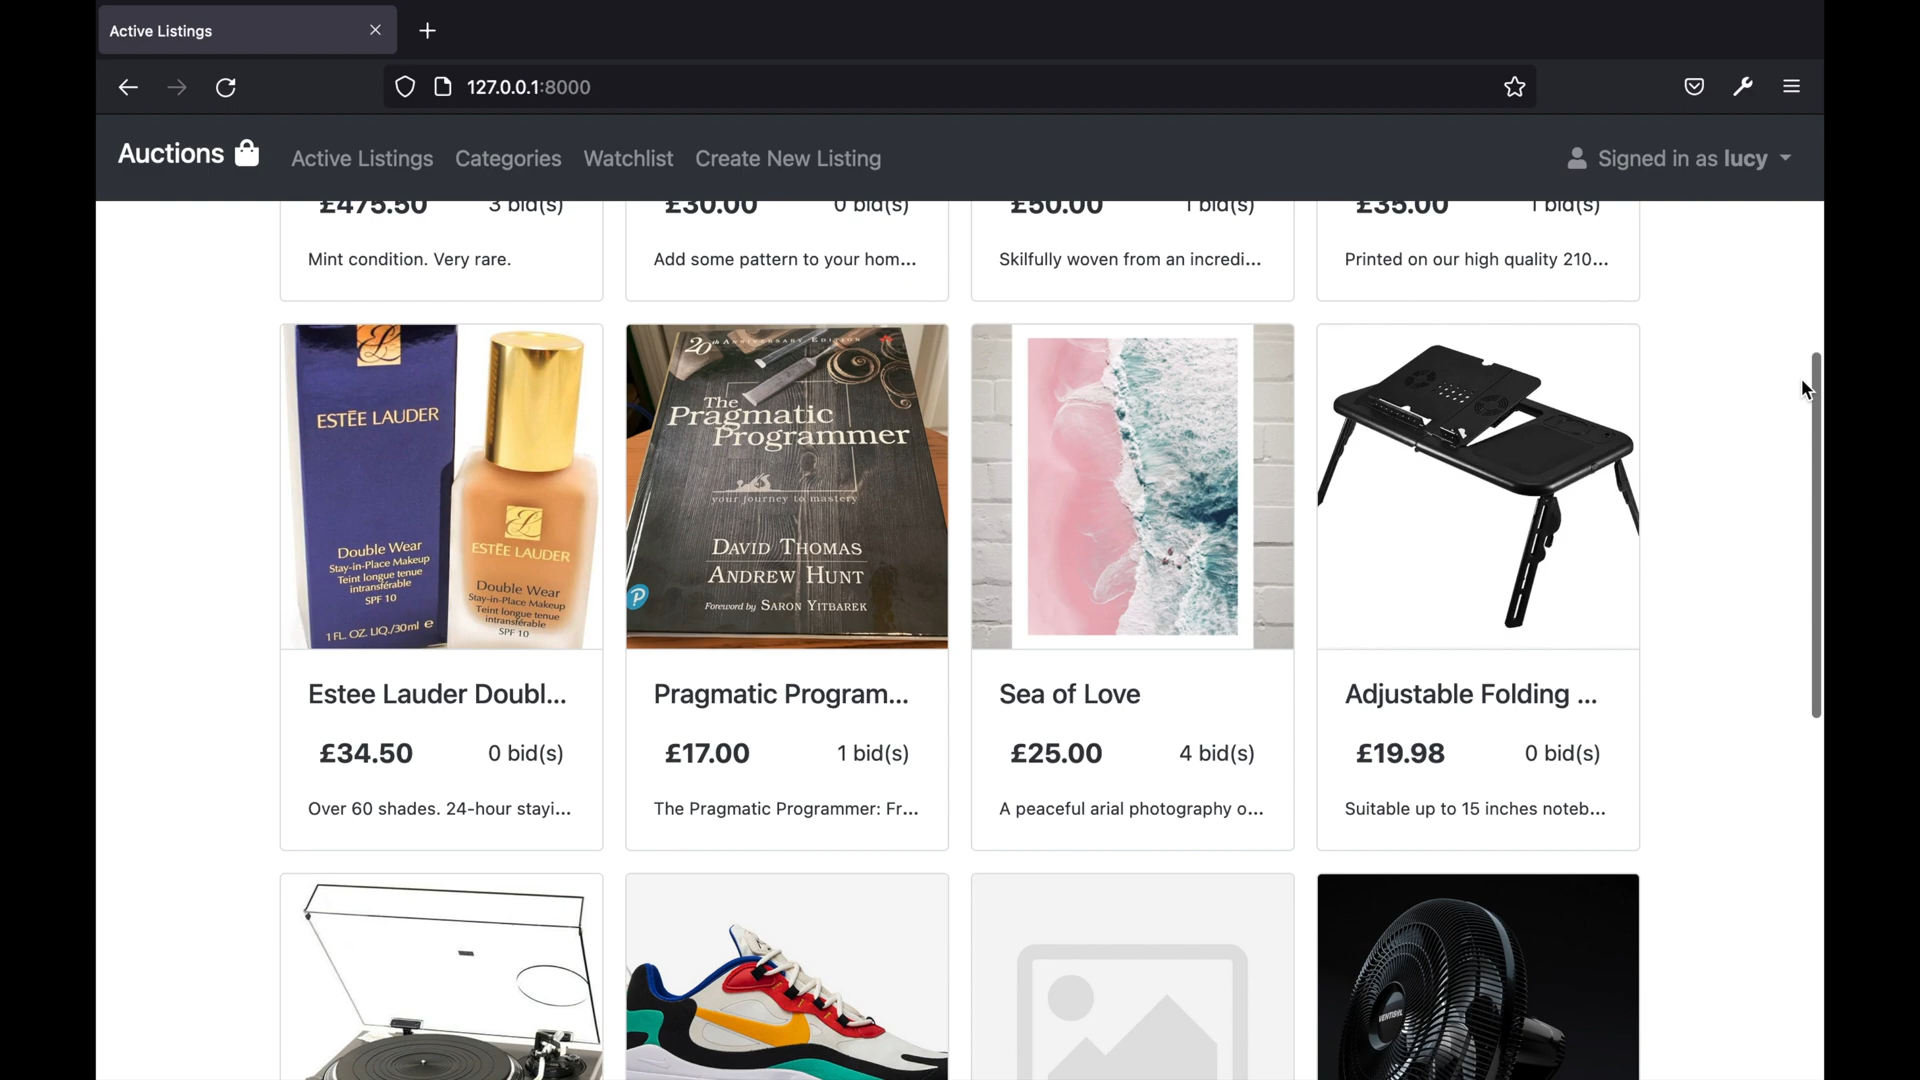 Active Listings
127.0.0.1:8000
Auctions Active Listings Categories Watchlist Create New Listing Signed in as lucy
£475.50 3 bid(s) £30.00 0 bid(s) £50.00 1 bid(s) £35.00 1 bid(s)
Mint condition. Very rare. Add some pattern to your hom... Skilfully woven from an incredi... Printed on our high quality 210...
ESTĒE LAUDER
Double Wear
Stay-in-Place Makeup
Teint longue tenue
intransférable
SPF 10
1 FL. OZ. LIQ./30ml e
ESTĒE LAUDER
Double Wear
Stay-in-Place Makeup
Teint longue tenue
intransférable
SPF 10
20th ANNIVERSARY EDITION
The
Pragmatic
Programmer
your journey to mastery
DAVID THOMAS
ANDREW HUNT
Foreword by SARON YITBAREK
P
Estee Lauder Doubl... Pragmatic Program... Sea of Love Adjustable Folding ...
£34.50 0 bid(s) £17.00 1 bid(s) £25.00 4 bid(s) £19.98 0 bid(s)
Over 60 shades. 24-hour stayi... The Pragmatic Programmer: Fr... A peaceful arial photography o... Suitable up to 15 inches noteb...
VENTISOL